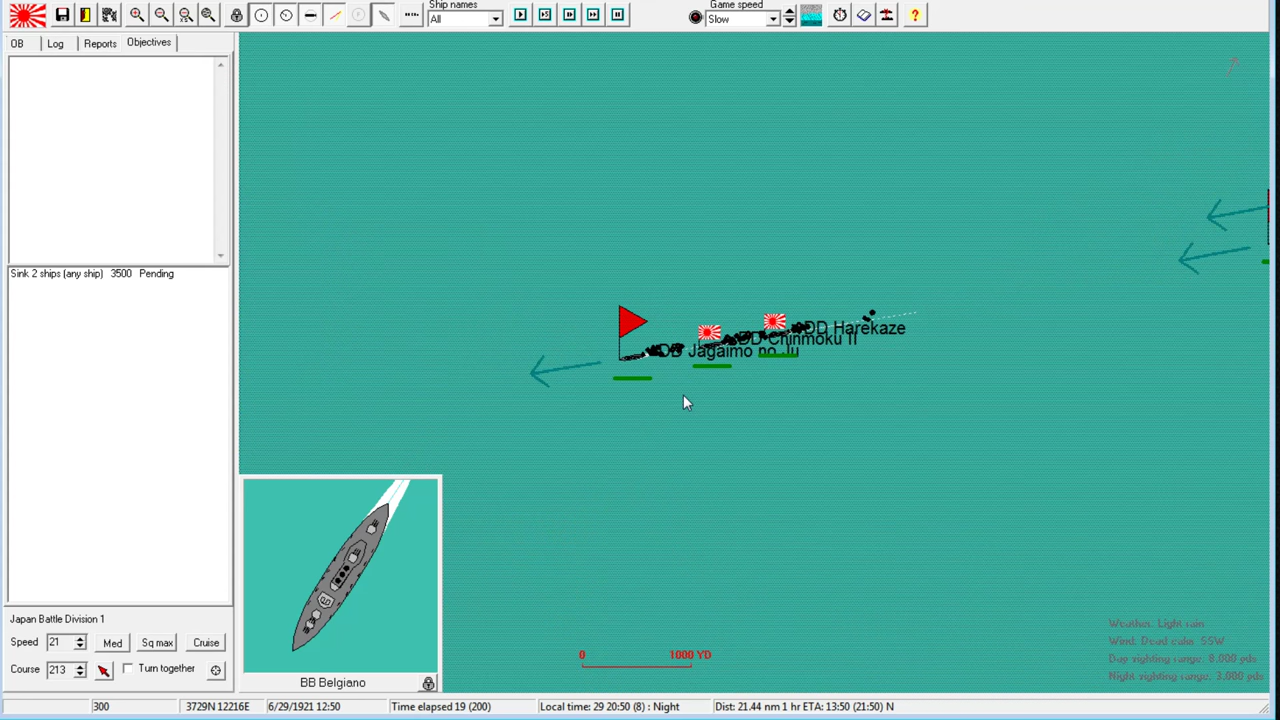 Ship names
All
Game speed
Slow
OB Log Reports Objectives
Sink 2 ships (any ship) 3500 Pending
DD Harekaze
DD Chinmoku II
DD Jagaimo no Ju
0 1000 YD
Weather: Light rain
Wind: Dead calm SSW
Day sighting range: 8,000 yds
Night sighting range: 3,000 yds
Japan Battle Division 1
Speed 21 Med Sq max Cruise
Course 213 Turn together
BB Belgiano
300 3729N 12216E 6/29/1921 12:50 Time elapsed 19 (200) Local time: 29 20:50 (8) : Night Dist: 21.44 nm 1 hr ETA: 13:50 (21:50) N